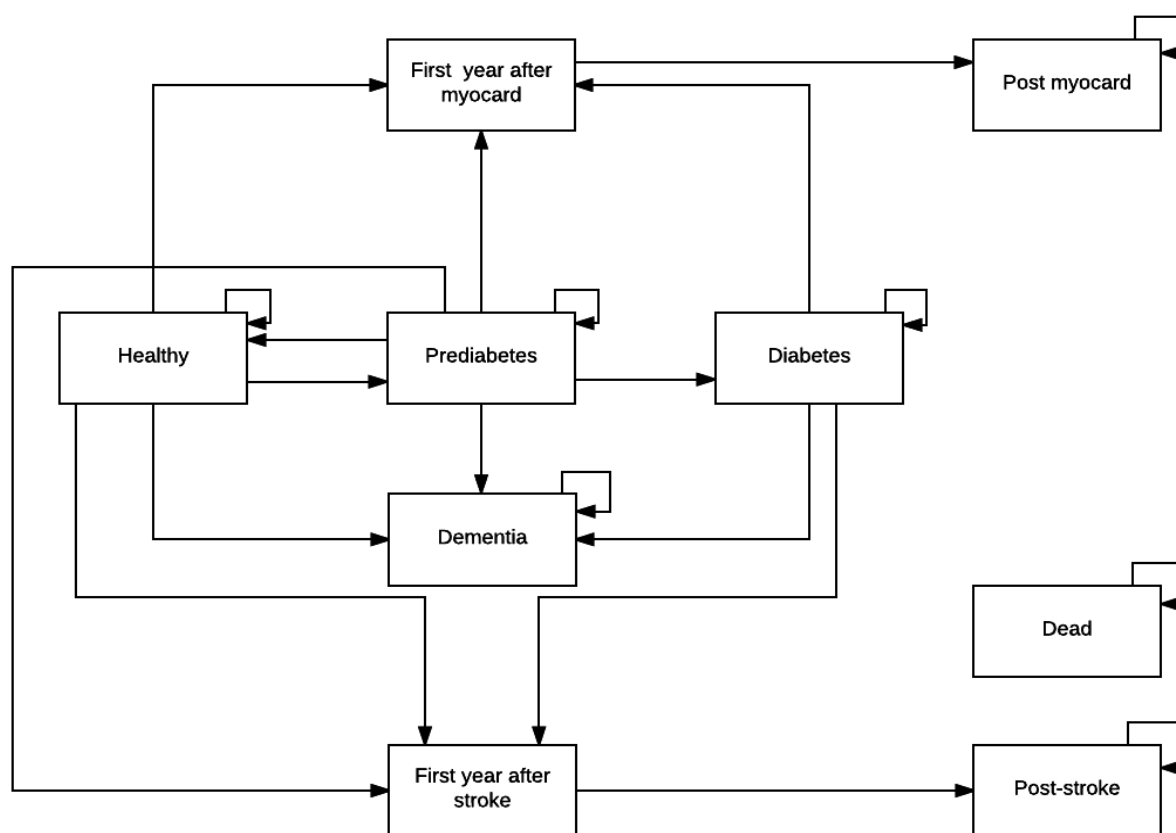 First year after
myocard
Post myocard
Healthy
Prediabetes
Diabetes
Dementia
Dead
First year after
stroke
Post-stroke